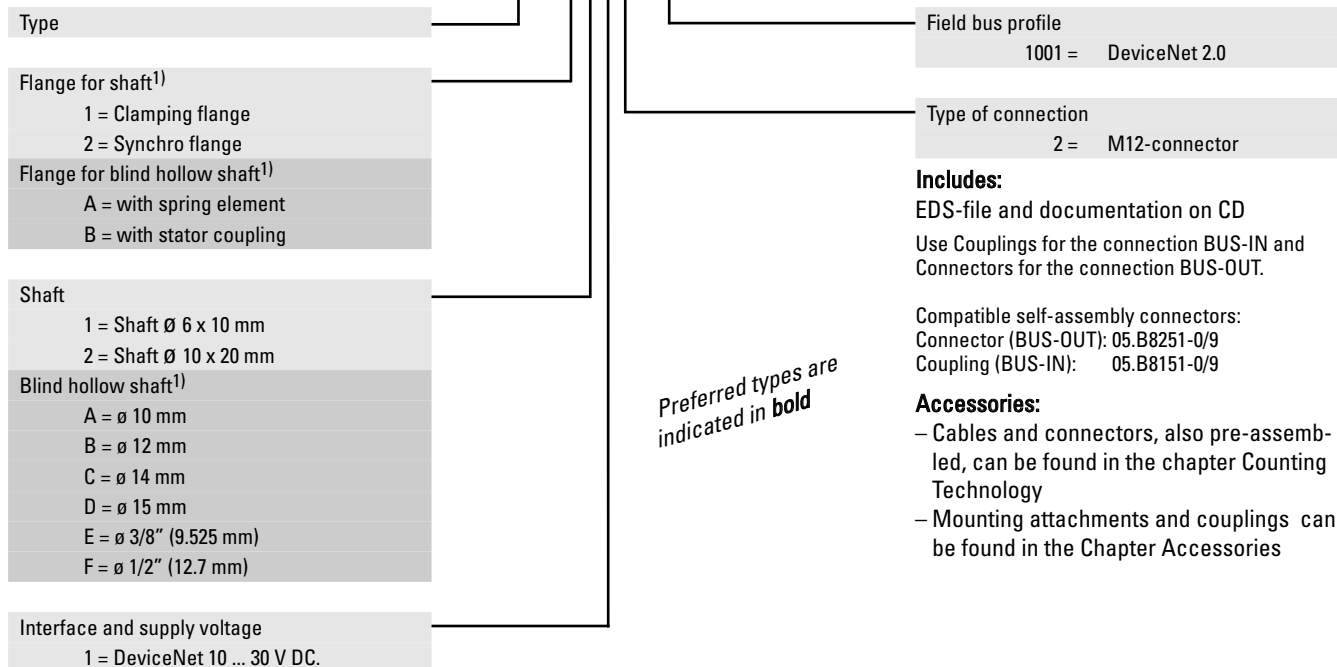 Type
Flange for shaft1)
1 = Clamping flange
2 = Synchro flange
Flange for blind hollow shaft1)
A = with spring element
B = with stator coupling
Shaft
1 = Shaft Ø 6 x 10 mm
2 = Shaft Ø 10 x 20 mm
Blind hollow shaft1)
A = ø 10 mm
B = ø 12 mm
C = ø 14 mm
D = ø 15 mm
E = ø 3/8” (9.525 mm)
F = ø 1/2” (12.7 mm)
Interface and supply voltage
1 = DeviceNet 10 ... 30 V DC.
Preferred types are
indicated in bold
Field bus profile
1001 = DeviceNet 2.0
Type of connection
2 = M12-connector
Includes:
EDS-file and documentation on CD
Use Couplings for the connection BUS-IN and
Connectors for the connection BUS-OUT.
Compatible self-assembly connectors:
Connector (BUS-OUT): 05.B8251-0/9
Coupling (BUS-IN): 05.B8151-0/9
Accessories:
– Cables and connectors, also pre-assemb-
led, can be found in the chapter Counting
Technology
– Mounting attachments and couplings can
be found in the Chapter Accessories